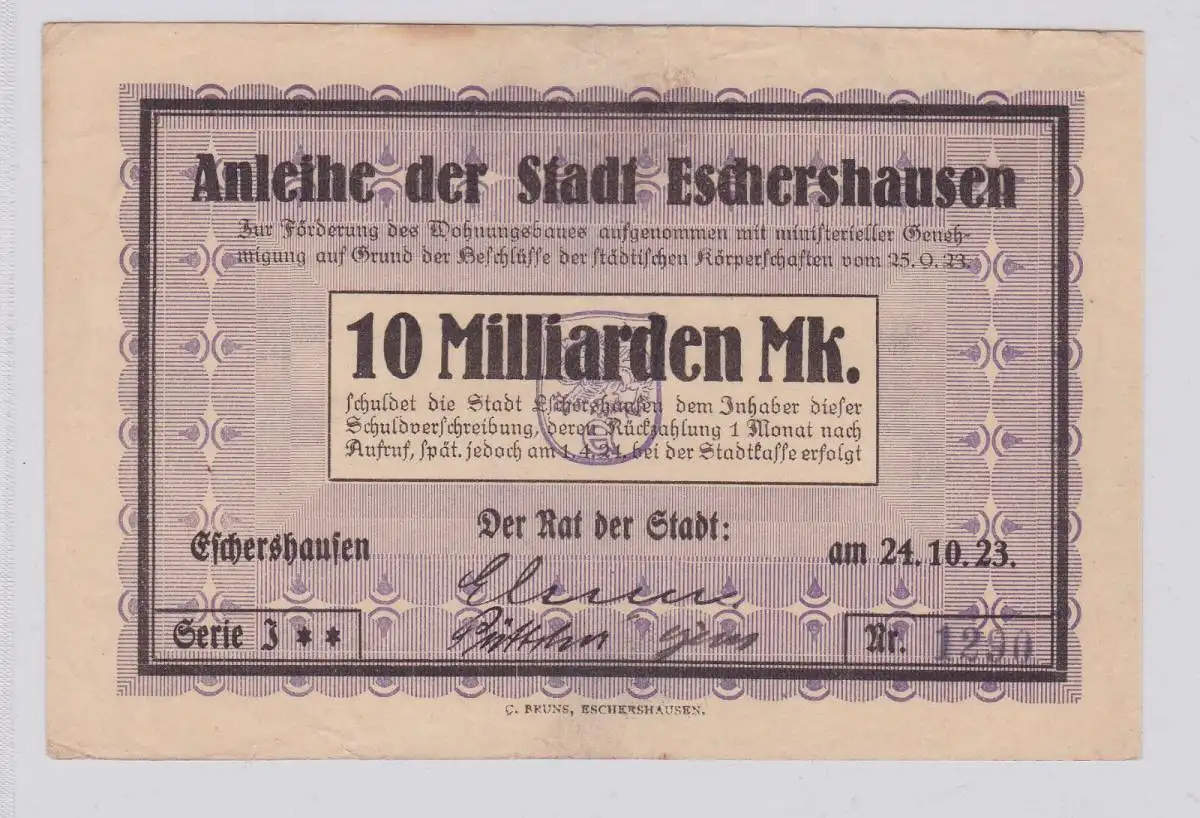 Anleihe der Stadt Eschershausen
Zur Förderung des Wohnungsbaues aufgenommen mit ministerieller Geneh-
migung auf Grund der Beschlüsse der städtischen Körperschaften vom 25.9.23.
10 Milliarden Mk.
schuldet die Stadt Eschershausen dem Inhaber dieser
Schuldverschreibung, deren Rückzahlung 1 Monat nach
Aufruf, spät. jedoch am 1.4.24. bei der Stadtkasse erfolgt
Der Rat der Stadt:
Eschershausen
am 24.10.23.
Serie I **
Nr. 1290
C. BRUNS, ESCHERSHAUSEN.